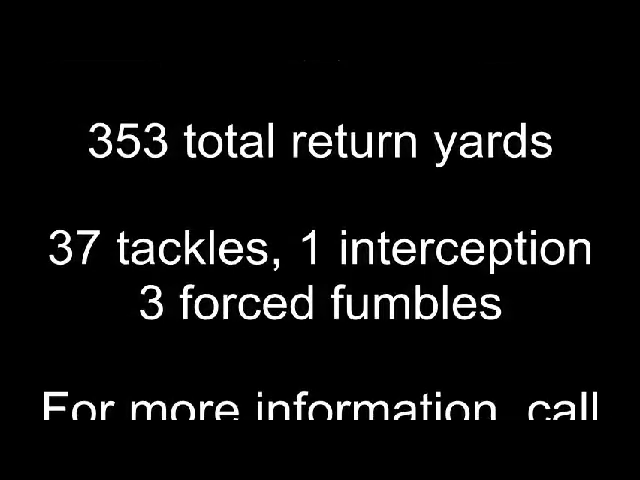 353 total return yards
37 tackles, 1 interception
3 forced fumbles
For more information, call